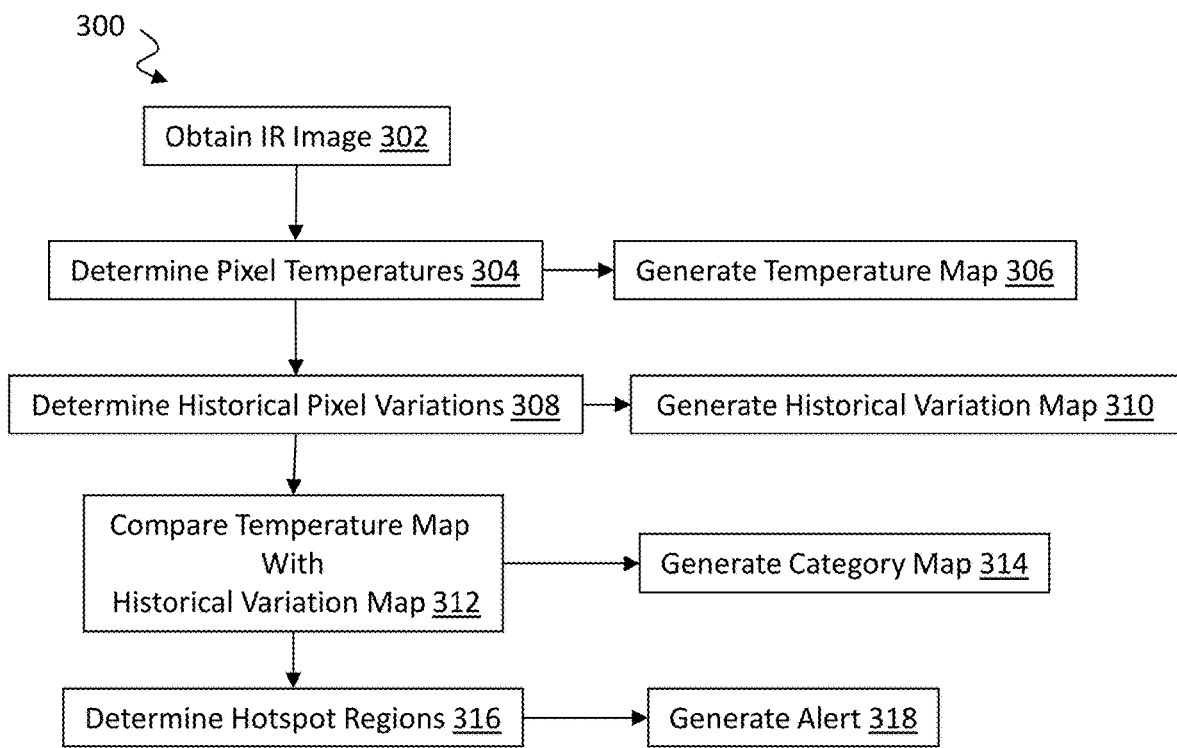 300
Obtain IR Image 302
Determine Pixel Temperatures 304
Generate Temperature Map 306
Determine Historical Pixel Variations 308
Generate Historical Variation Map 310
Compare Temperature Map
With
Historical Variation Map 312
Generate Category Map 314
Determine Hotspot Regions 316
Generate Alert 318